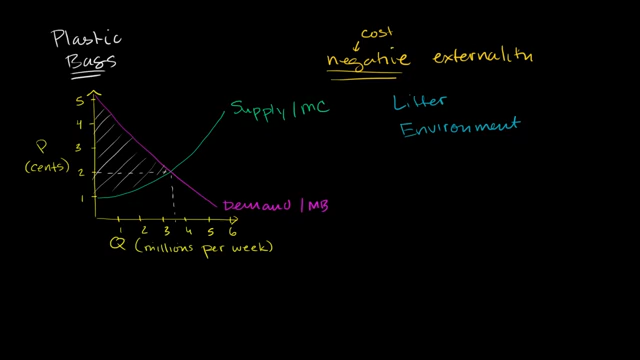 Plastic
Bags
cost
negative externality
Litter
Environment
P
(cents)
5
4
3
2
1
Supply/MC
Demand/MB
1 2 3 4 5 6
Q (millions per week)